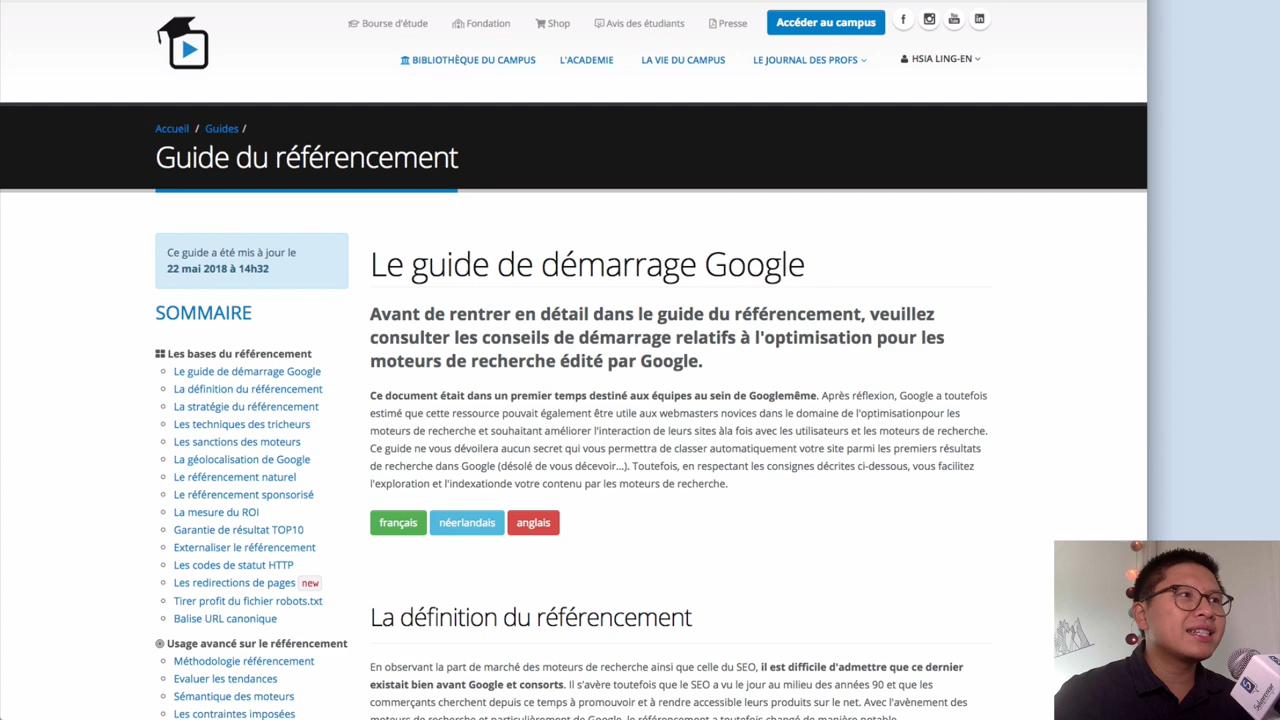 Bourse d'étude Fondation Shop Avis des étudiants Presse Accéder au campus
BIBLIOTHÈQUE DU CAMPUS L'ACADEMIE LA VIE DU CAMPUS LE JOURNAL DES PROFS HSIA LING-EN
Accueil / Guides /
Guide du référencement
Ce guide a été mis à jour le
22 mai 2018 à 14h32
SOMMAIRE
Les bases du référencement
Le guide de démarrage Google
La définition du référencement
La stratégie du référencement
Les techniques des tricheurs
Les sanctions des moteurs
La géolocalisation de Google
Le référencement naturel
Le référencement sponsorisé
La mesure du ROI
Garantie de résultat TOP10
Externaliser le référencement
Les codes de statut HTTP
Les redirections de pages new
Tirer profit du fichier robots.txt
Balise URL canonique
Usage avancé sur le référencement
Méthodologie référencement
Evaluer les tendances
Sémantique des moteurs
Les contraintes imposées
Le guide de démarrage Google
Avant de rentrer en détail dans le guide du référencement, veuillez
consulter les conseils de démarrage relatifs à l'optimisation pour les
moteurs de recherche édité par Google.
Ce document était dans un premier temps destiné aux équipes au sein de Googlemême. Après réflexion, Google a toutefois
estimé que cette ressource pouvait également être utile aux webmasters novices dans le domaine de l'optimisationpour les
moteurs de recherche et souhaitant améliorer l'interaction de leurs sites àla fois avec les utilisateurs et les moteurs de recherche.
Ce guide ne vous dévoilera aucun secret qui vous permettra de classer automatiquement votre site parmi les premiers résultats
de recherche dans Google (désolé de vous décevoir...). Toutefois, en respectant les consignes décrites ci-dessous, vous facilitez
l'exploration et l'indexationde votre contenu par les moteurs de recherche.
français néerlandais anglais
La définition du référencement
En observant la part de marché des moteurs de recherche ainsi que celle du SEO, il est difficile d'admettre que ce dernier
existait bien avant Google et consorts. Il s'avère toutefois que le SEO a vu le jour au milieu des années 90 et que les
commerçants cherchent depuis ce temps à promouvoir et à rendre accessible leurs produits sur le net. Avec l'avènement
des moteurs de recherche et particulièrement de Google, le référencement a toutefois changé de manière notable.